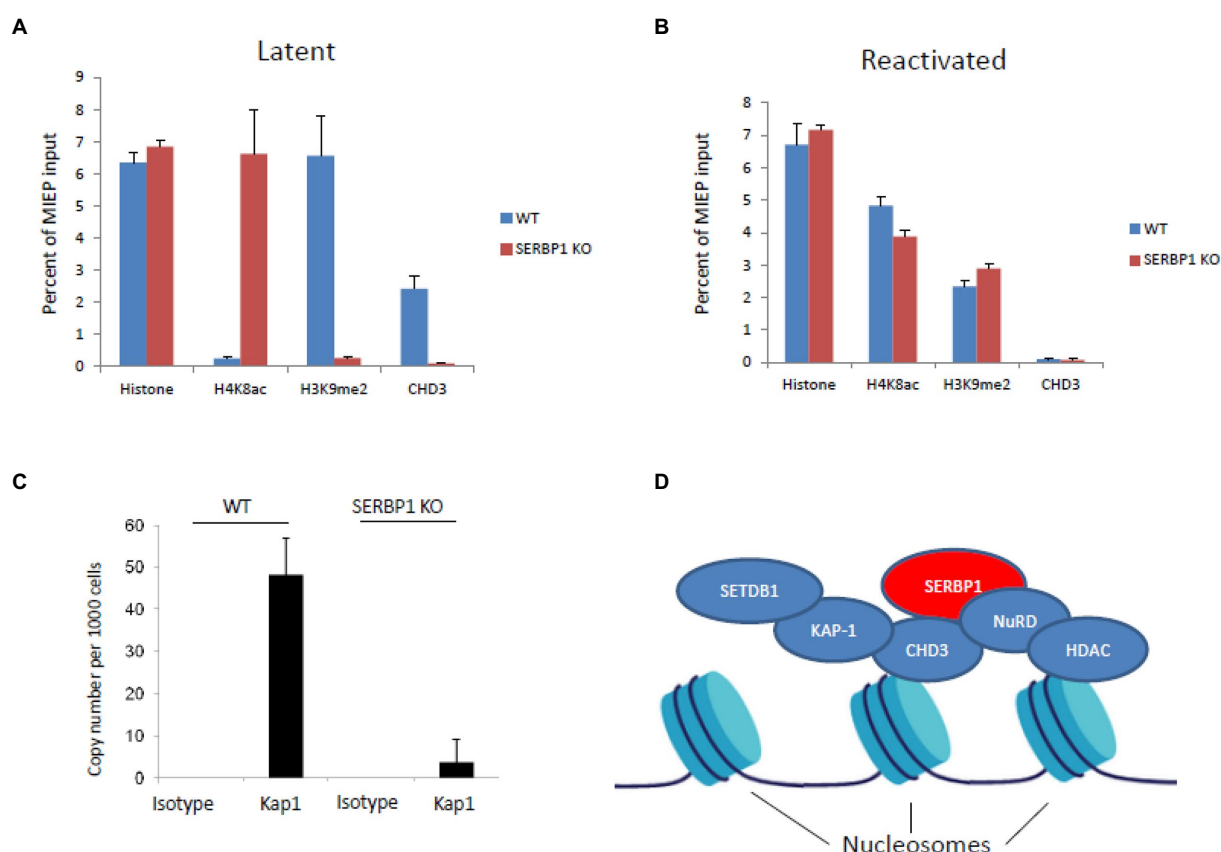 A
Latent
Percent of MIEP input
9
8
7
6
5
4
3
2
1
0
Histone H4K8ac H3K9me2 CHD3
WT
SERBP1 KO
B
Reactivated
Percent of MIEP input
8
7
6
5
4
3
2
1
0
Histone H4K8ac H3K9me2 CHD3
WT
SERBP1 KO
C
WT SERBP1 KO
Copy number per 1000 cells
60
50
40
30
20
10
0
Isotype Kap1 Isotype Kap1
D
SETDB1
KAP-1
SERBP1
CHD3
NuRD
HDAC
Nucleosomes